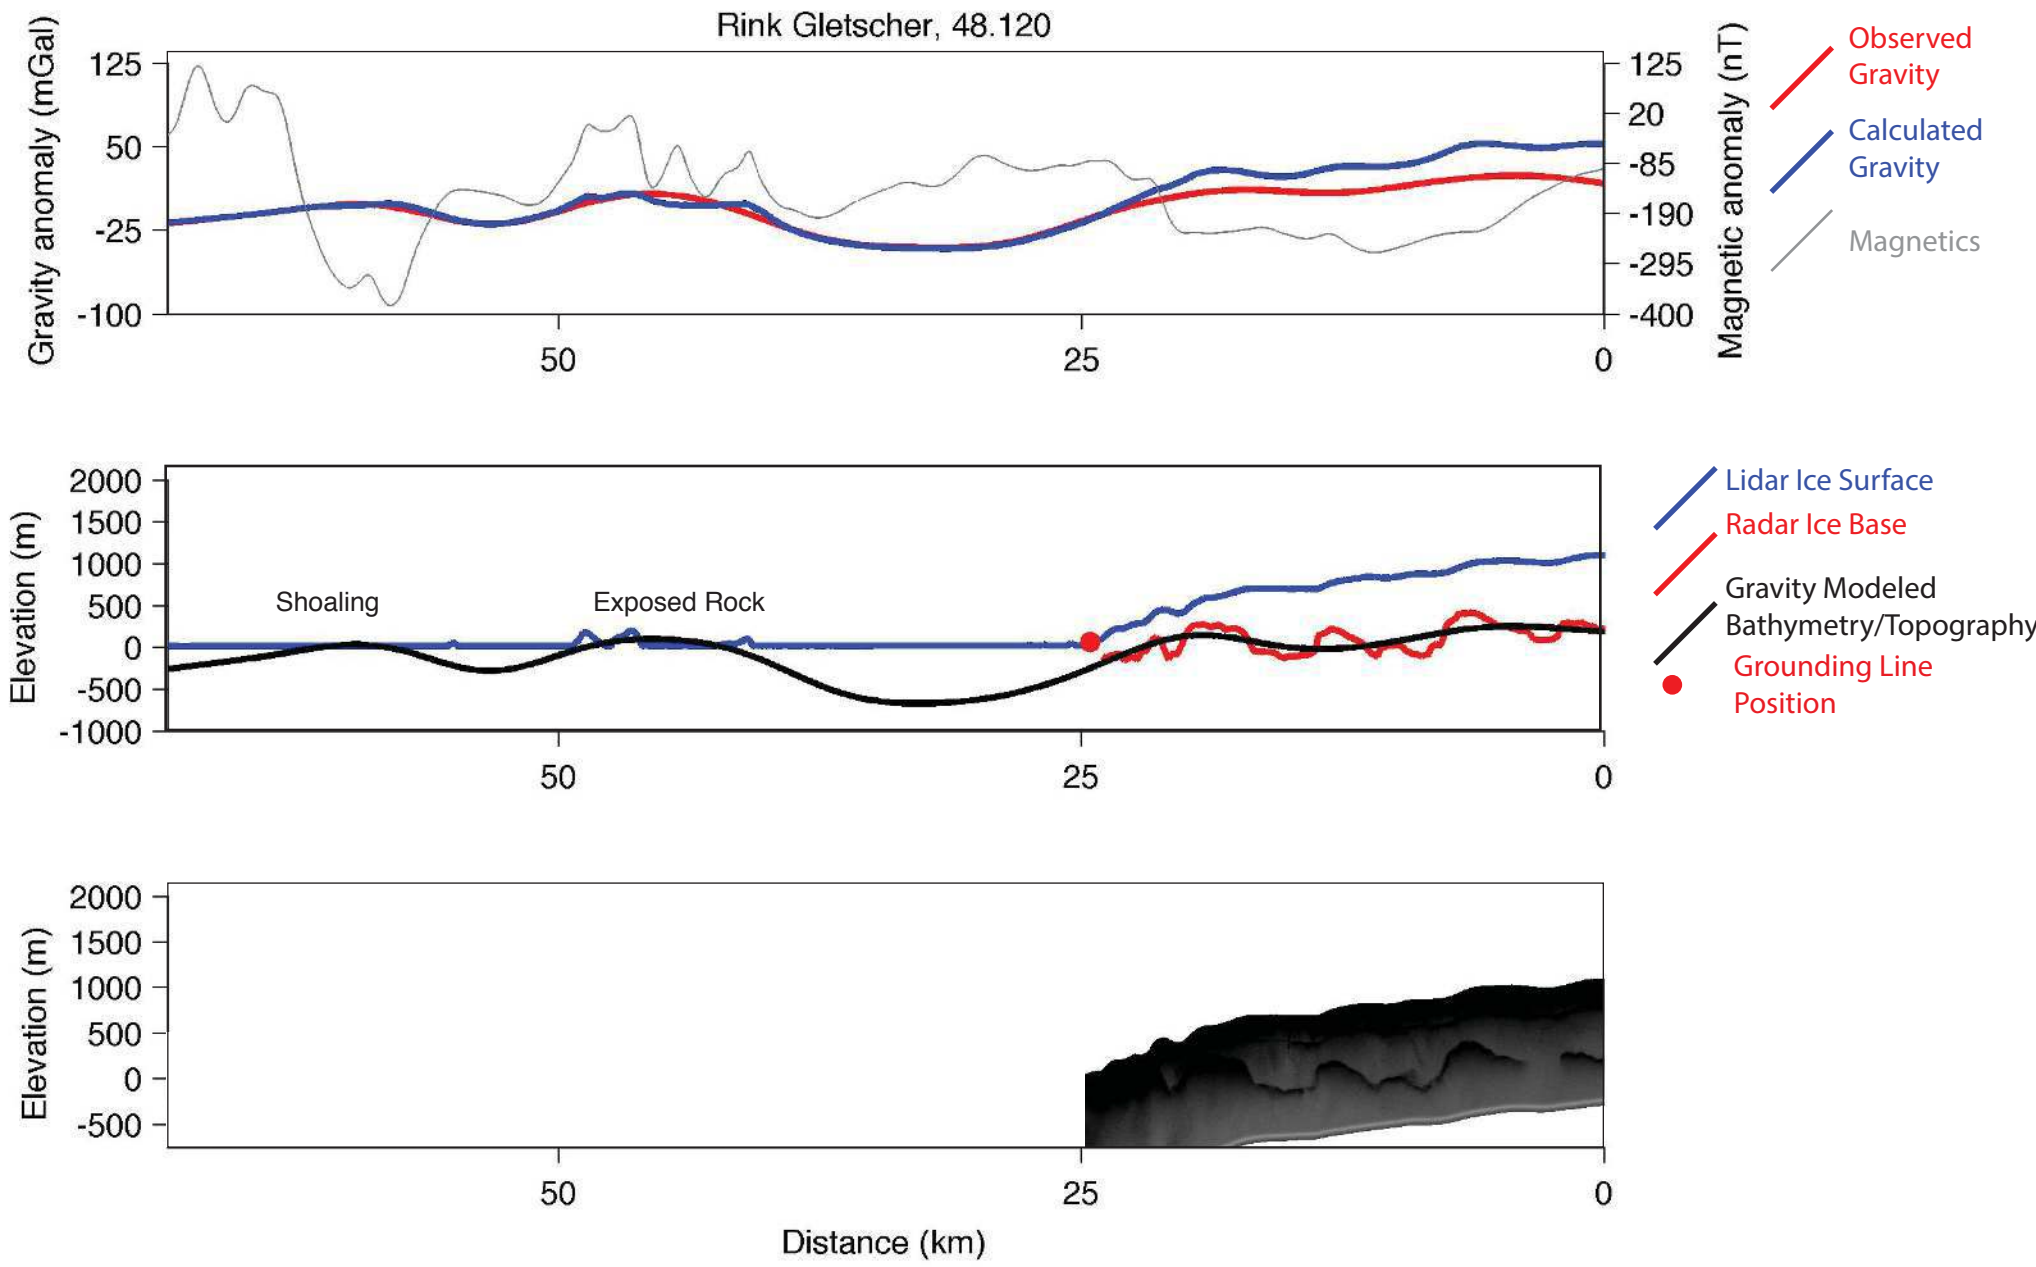 Rink Gletscher, 48.120
Gravity anomaly (mGal)
125
50
-25
-100
125
20
-85
-190
-295
-400
Magnetic anomaly (nT)
50
25
0
Observed
Gravity
Calculated
Gravity
Magnetics
Elevation (m)
2000
1500
1000
500
0
-500
-1000
Shoaling
Exposed Rock
50
25
0
Lidar Ice Surface
Radar Ice Base
Gravity Modeled
Bathymetry/Topography
Grounding Line
Position
Elevation (m)
2000
1500
1000
500
0
-500
50
25
0
Distance (km)